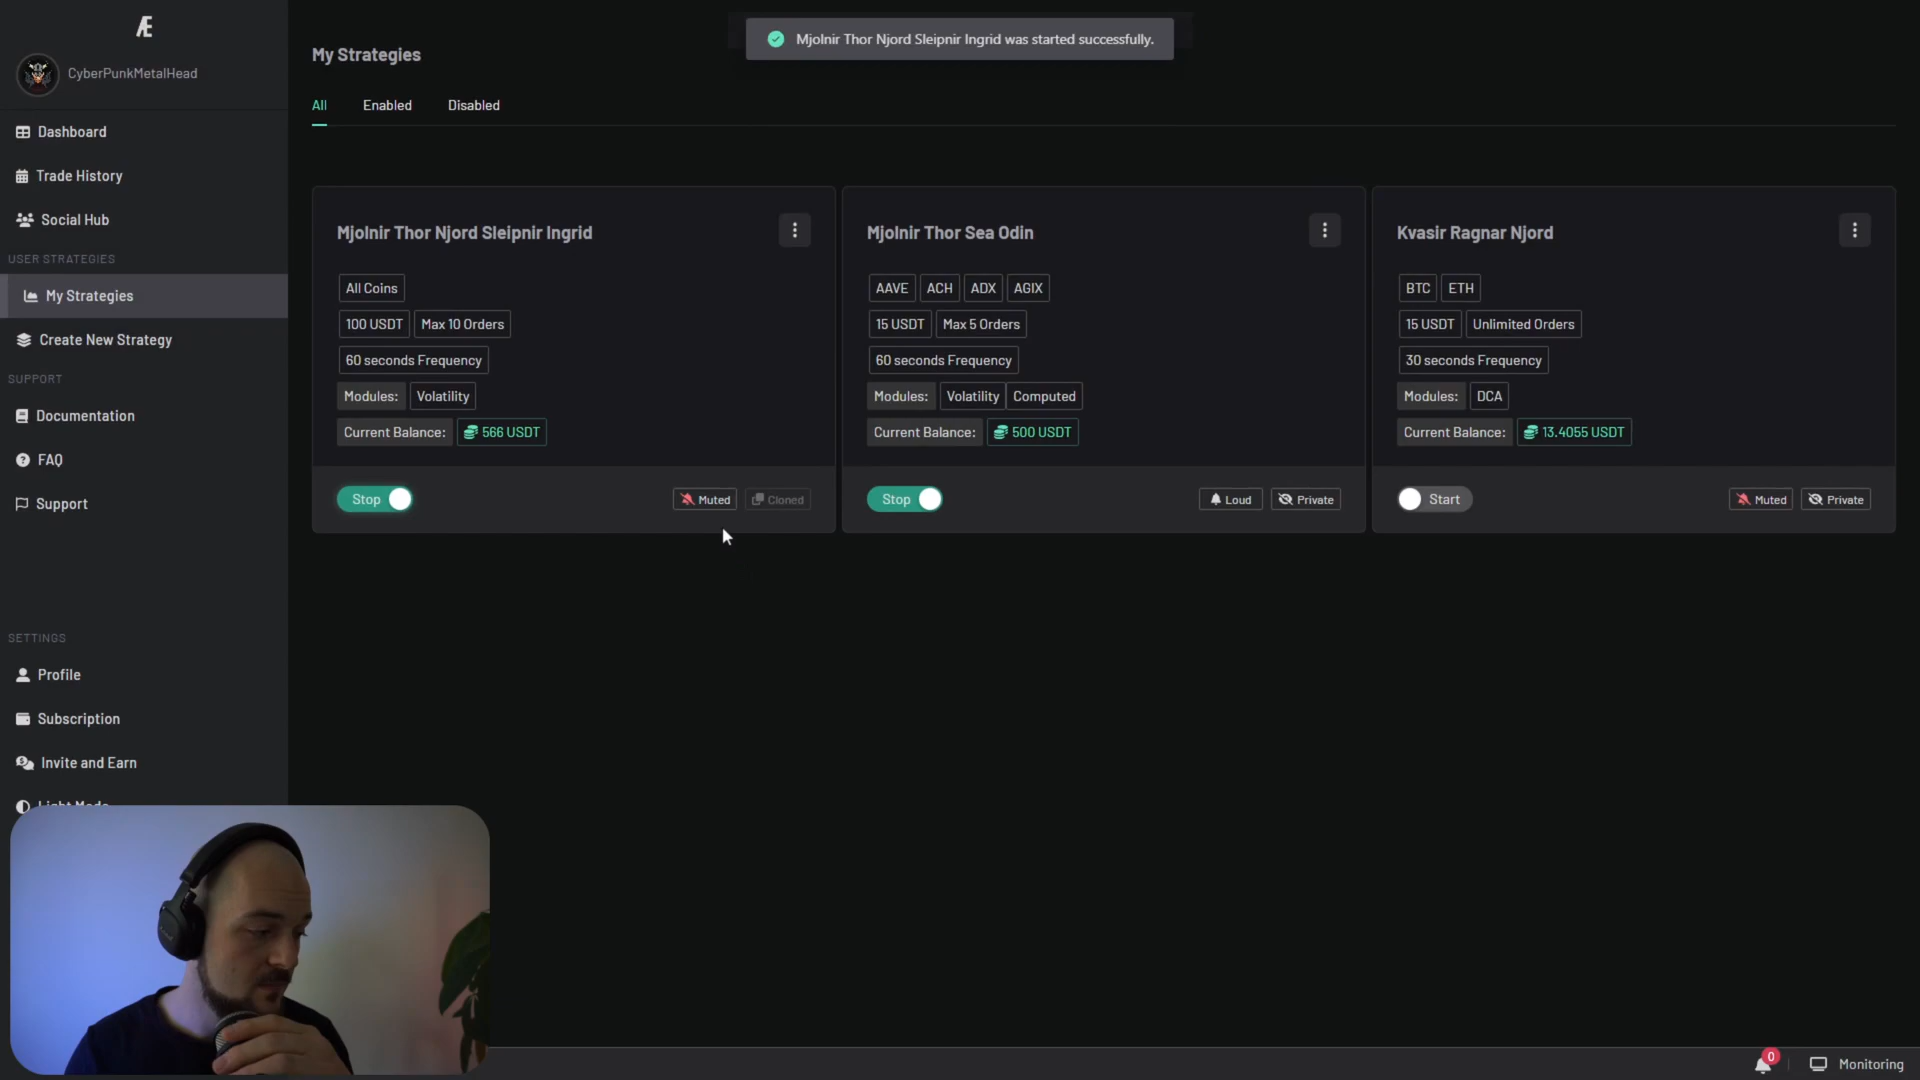 Æ
CyberPunkMetalHead
Dashboard
Trade History
Social Hub
USER STRATEGIES
My Strategies
Create New Strategy
SUPPORT
Documentation
FAQ
Support
SETTINGS
Profile
Subscription
Invite and Earn
Light Mode
My Strategies
Mjolnir Thor Njord Sleipnir Ingrid was started successfully.
All Enabled Disabled
Mjolnir Thor Njord Sleipnir Ingrid
All Coins
100 USDT Max 10 Orders
60 seconds Frequency
Modules: Volatility
Current Balance: 566 USDT
Stop Muted Cloned
Mjolnir Thor Sea Odin
AAVE ACH ADX AGIX
15 USDT Max 5 Orders
60 seconds Frequency
Modules: Volatility Computed
Current Balance: 500 USDT
Stop Loud Private
Kvasir Ragnar Njord
BTC ETH
15 USDT Unlimited Orders
30 seconds Frequency
Modules: DCA
Current Balance: 13.4055 USDT
Start Muted Private
0
Monitoring